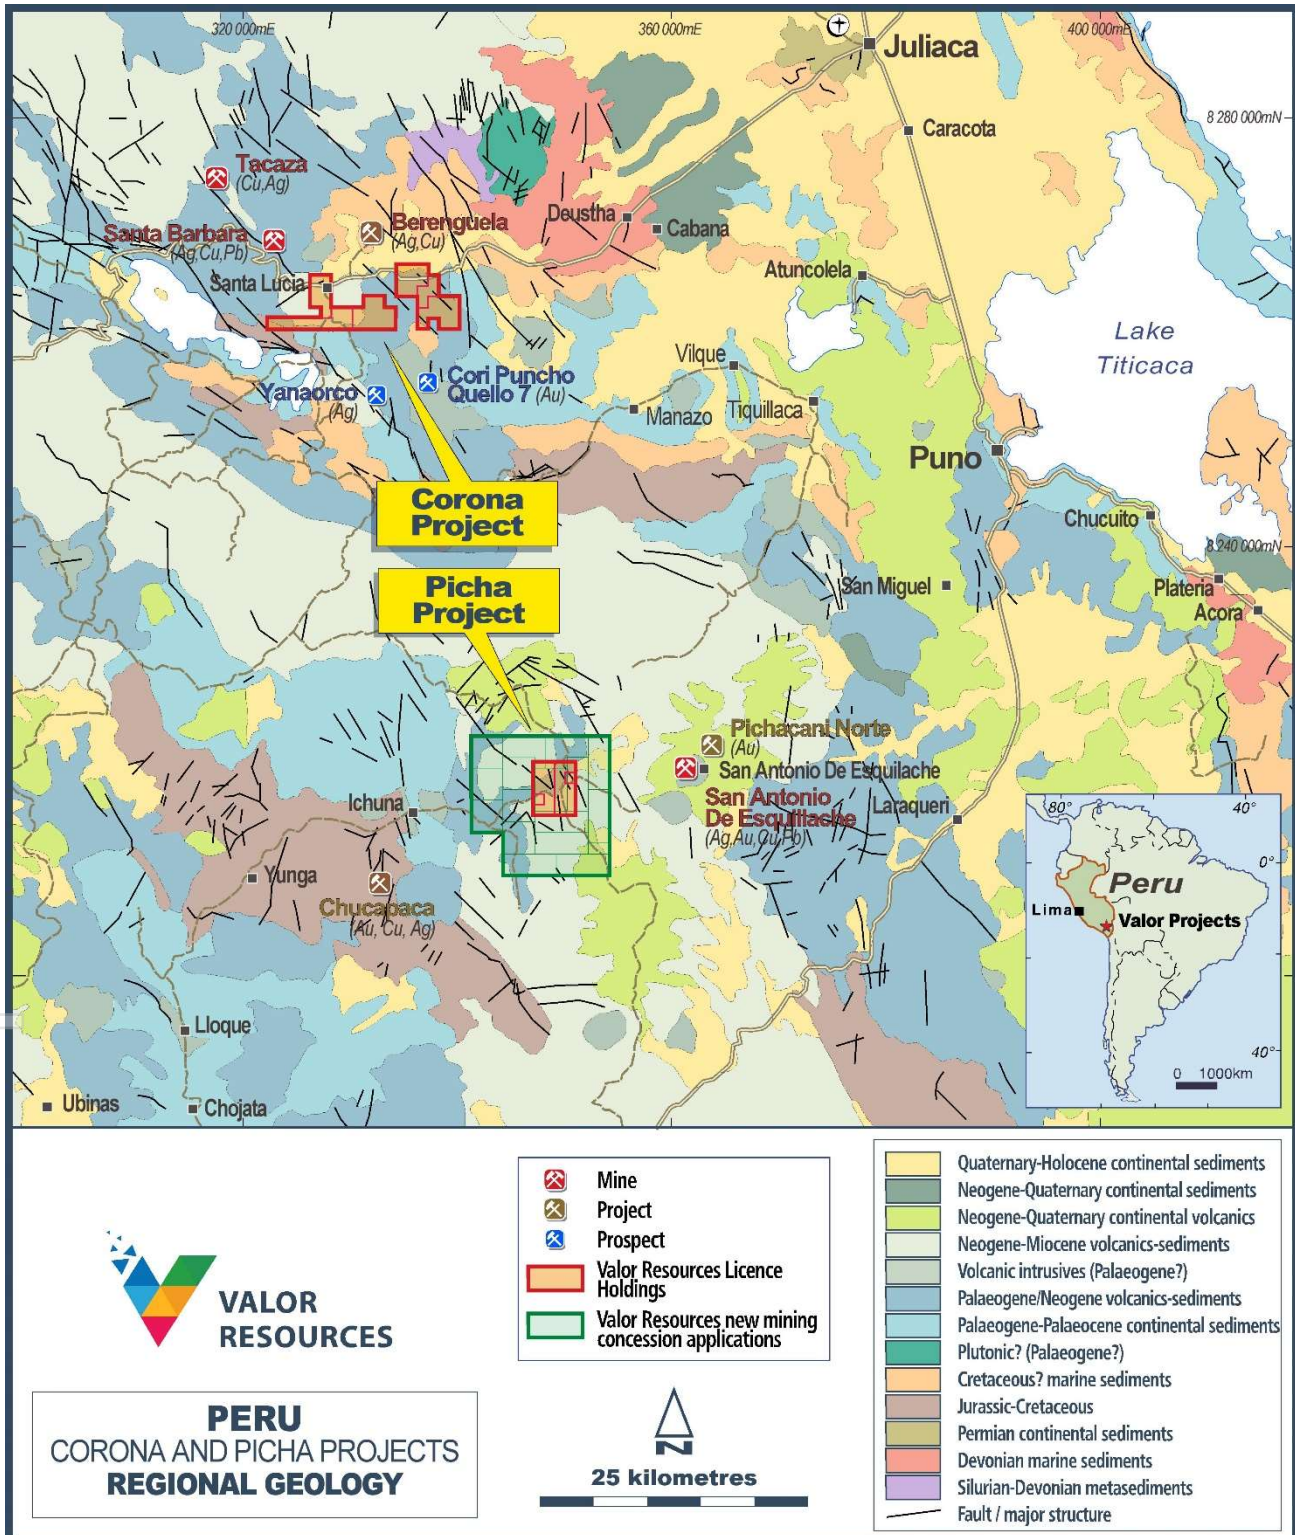 320 000mE
360 000mE
400 000mE
Juliaca
8 280 000mN
Caracota
Tacaza
(Cu,Ag)
Deustha
Cabana
Berenguela
(Ag,Cu)
Santa Barbara
(Ag,Cu,Pb)
Santa Lucia
Atuncolela
Lake
Titicaca
Vilque
Cori Puncho
Quello 7 (Au)
Yanaorco
(Ag)
Manazo
Tiquillaca
Puno
Corona
Project
Chucuito
8 240 000mN
Picha
Project
San Miguel
Plateria
Acora
Pichacani Norte
(Au)
San Antonio De Esquilache
San Antonio
De Esquillache
(Ag,Au,Cu,Pb)
Laraqueri
Ichuna
Yunga
Chucapaca
(Au, Cu, Ag)
Lloque
Ubinas
Chojata
80°
40°
0°
Peru
Lima
Valor Projects
40°
0 1000km
VALOR
RESOURCES
PERU
CORONA AND PICHA PROJECTS
REGIONAL GEOLOGY
Mine
Project
Prospect
Valor Resources Licence
Holdings
Valor Resources new mining
concession applications
N
25 kilometres
Quaternary-Holocene continental sediments
Neogene-Quaternary continental sediments
Neogene-Quaternary continental volcanics
Neogene-Miocene volcanics-sediments
Volcanic intrusives (Palaeogene?)
Palaeogene/Neogene volcanics-sediments
Palaeogene-Palaeocene continental sediments
Plutonic? (Palaeogene?)
Cretaceous? marine sediments
Jurassic-Cretaceous
Permian continental sediments
Devonian marine sediments
Silurian-Devonian metasediments
Fault / major structure